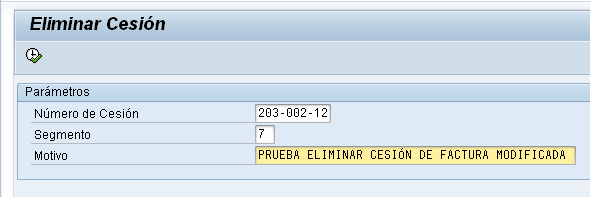 Eliminar Cesión
Parámetros
Número de Cesión 203-002-12
Segmento 7
Motivo PRUEBA ELIMINAR CESIÓN DE FACTURA MODIFICADA